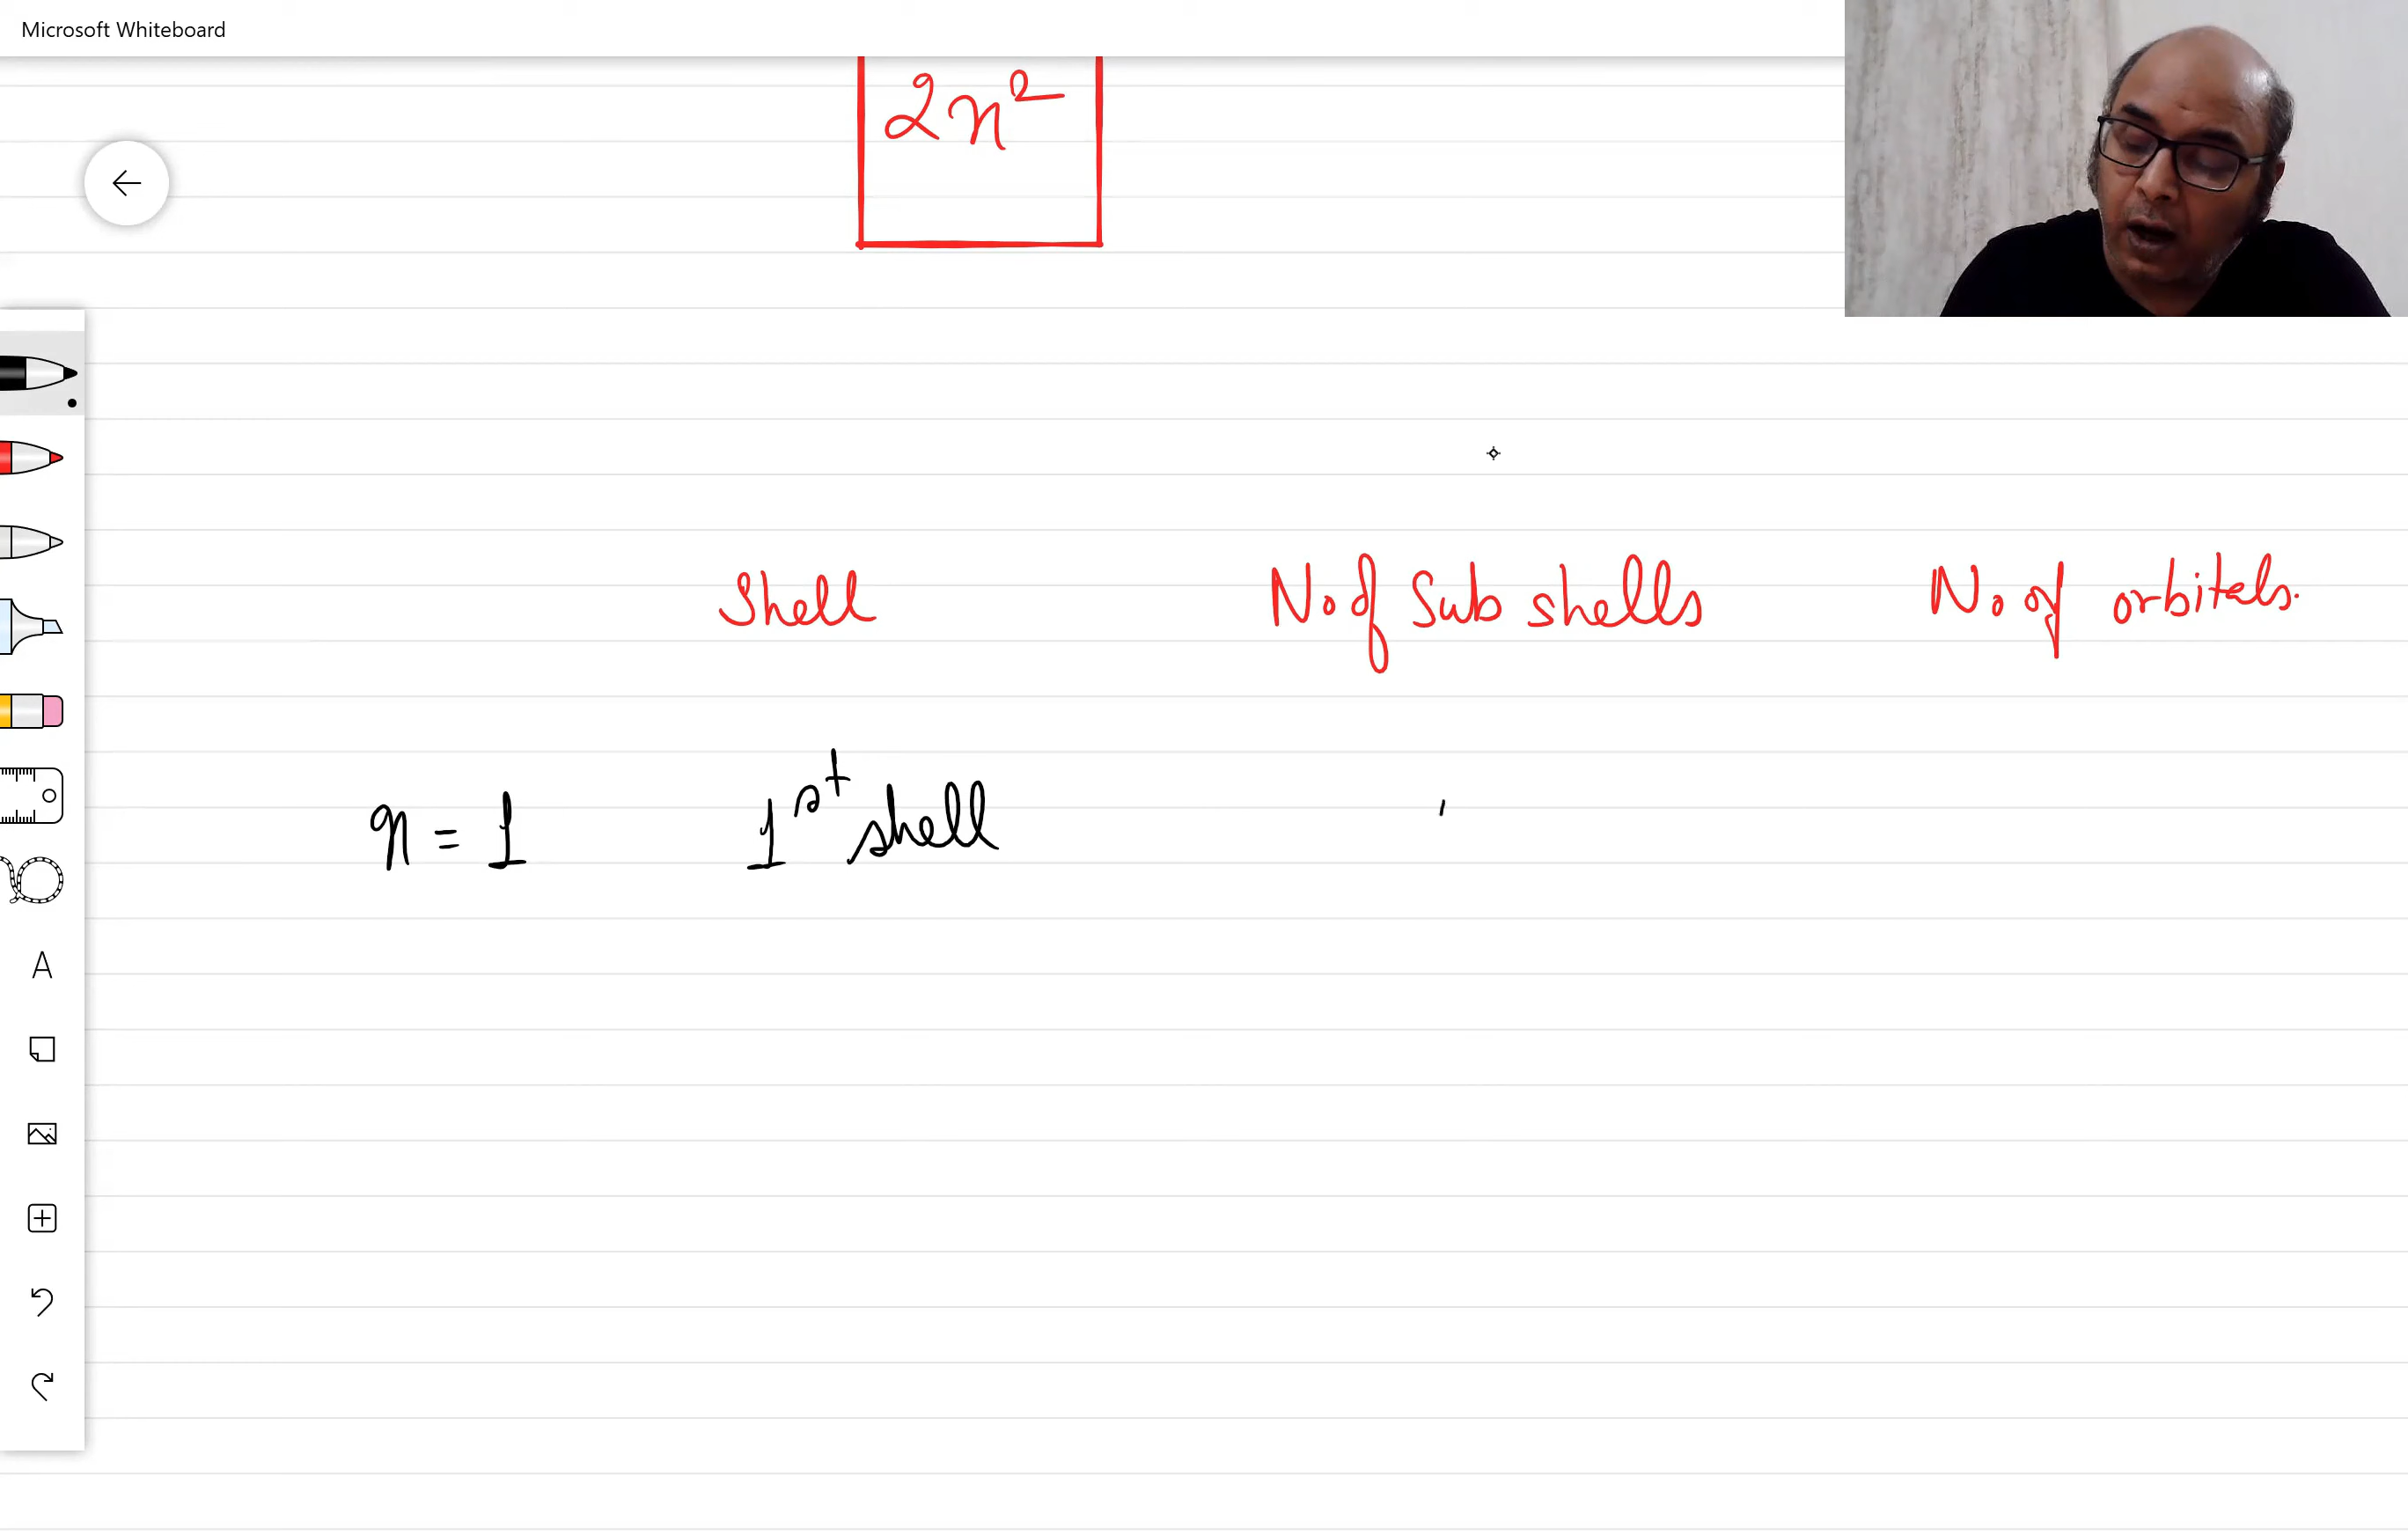 Microsoft Whiteboard
2n²
Shell No of Sub shells No of orbitals.
n = 1 1st shell
A